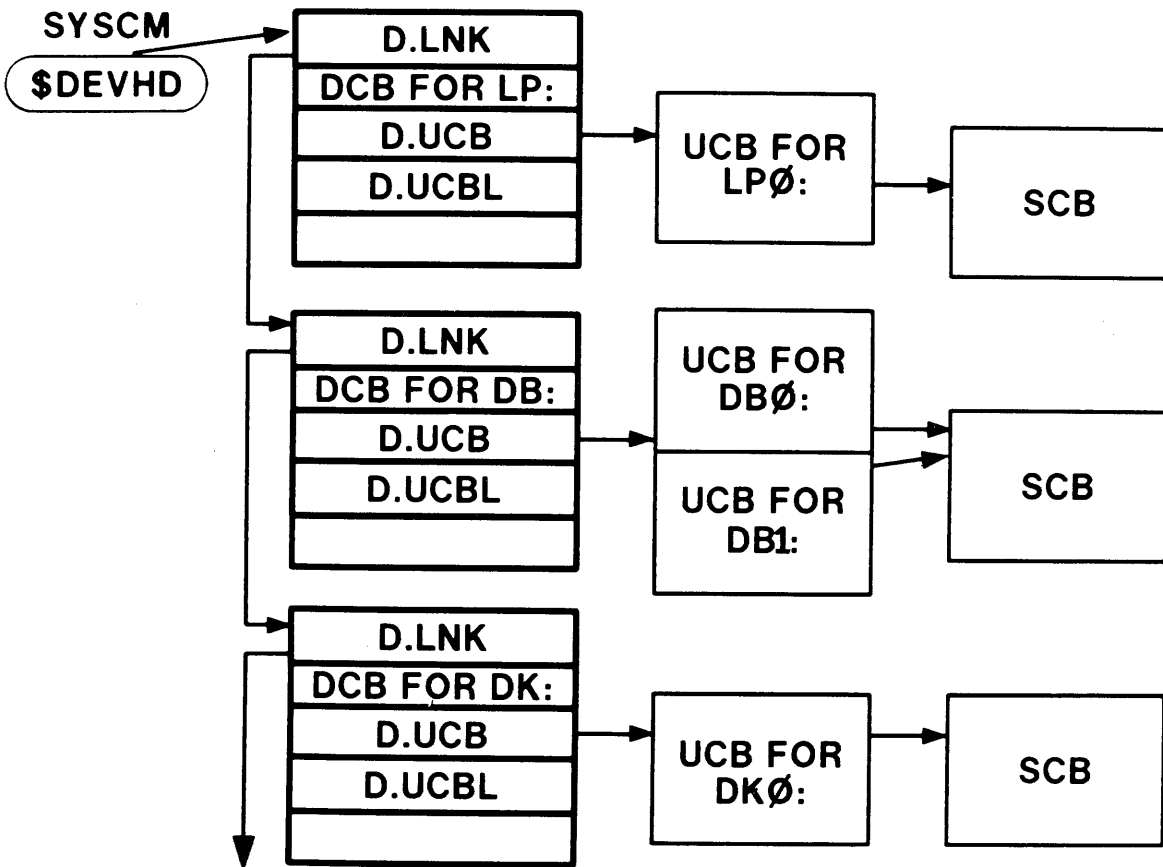 SYSCM
$DEVHD
D.LNK
DCB FOR LP:
D.UCB
D.UCBL
UCB FOR
LPØ:
SCB
D.LNK
DCB FOR DB:
D.UCB
D.UCBL
UCB FOR
DBØ:
UCB FOR
DB1:
SCB
D.LNK
DCB FOR DK:
D.UCB
D.UCBL
UCB FOR
DKØ:
SCB